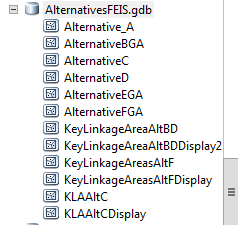 AlternativesFEIS.gdb
Alternative_A
AlternativeBGA
AlternativeC
AlternativeD
AlternativeEGA
AlternativeFGA
KeyLinkageAreaAltBD
KeyLinkageAreaAltBDDisplay2
KeyLinkageAreasAltF
KeyLinkageAreasAltFDisplay
KLAAltC
KLAAltCDisplay